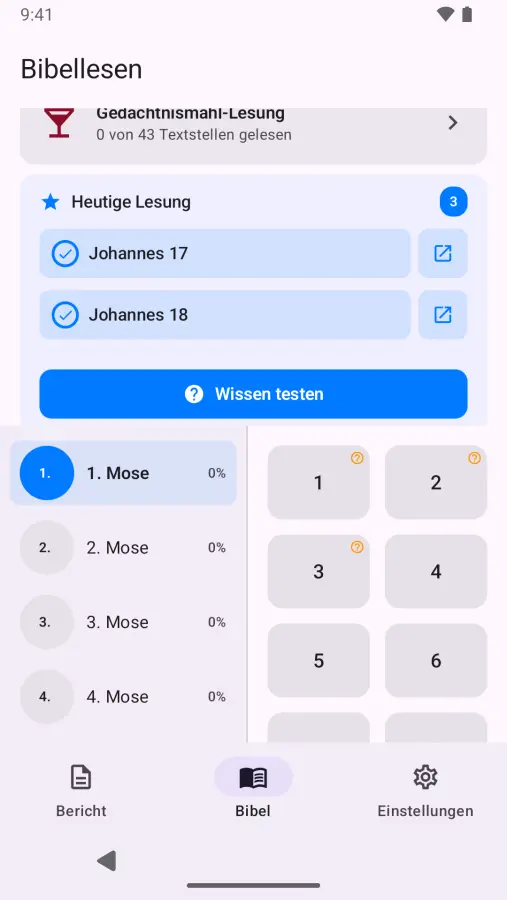 9:41
Bibellesen
Gedächtnismahl-Lesung
0 von 43 Textstellen gelesen
Heutige Lesung
3
Johannes 17
Johannes 18
Wissen testen
1. 1. Mose 0%
2. 2. Mose 0%
3. 3. Mose 0%
4. 4. Mose 0%
1 2
3 4
5 6
Bericht Bibel Einstellungen